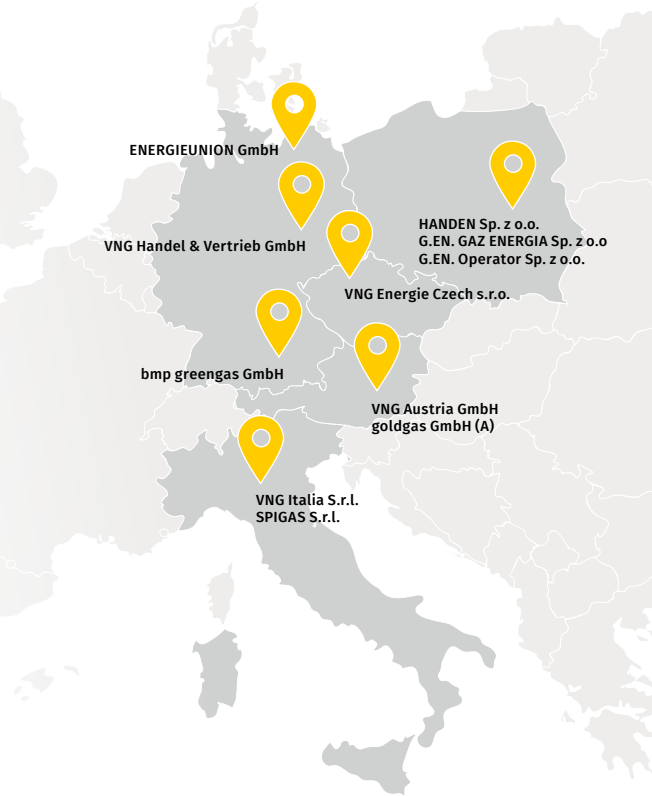 ENERGIEUNION GmbH
VNG Handel & Vertrieb GmbH
HANDEN Sp. z o.o.
G.EN. GAZ ENERGIA Sp. z o.o
G.EN. Operator Sp. z o.o.
VNG Energie Czech s.r.o.
bmp greengas GmbH
VNG Austria GmbH
goldgas GmbH (A)
VNG Italia S.r.l.
SPIGAS S.r.l.